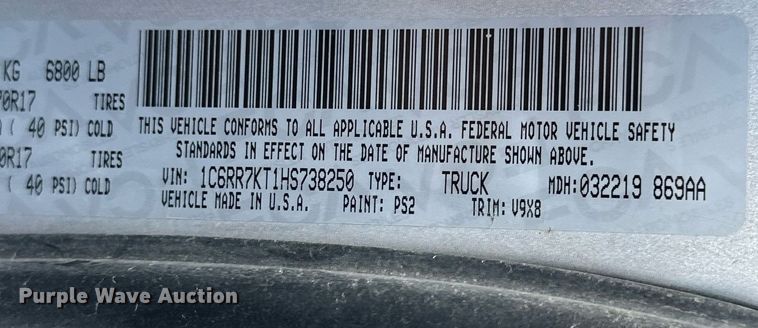 KG 6800 LB
70R17 TIRES
( 40 PSI) COLD
0R17 TIRES
( 40 PSI) COLD
THIS VEHICLE CONFORMS TO ALL APPLICABLE U.S.A. FEDERAL MOTOR VEHICLE SAFETY
STANDARDS IN EFFECT ON THE DATE OF MANUFACTURE SHOWN ABOVE.
VIN: 1C6RR7KT1HS738250 TYPE: TRUCK MDH: 032219 869AA
VEHICLE MADE IN U.S.A. PAINT: PS2 TRIM: V9X8
Purple Wave Auction